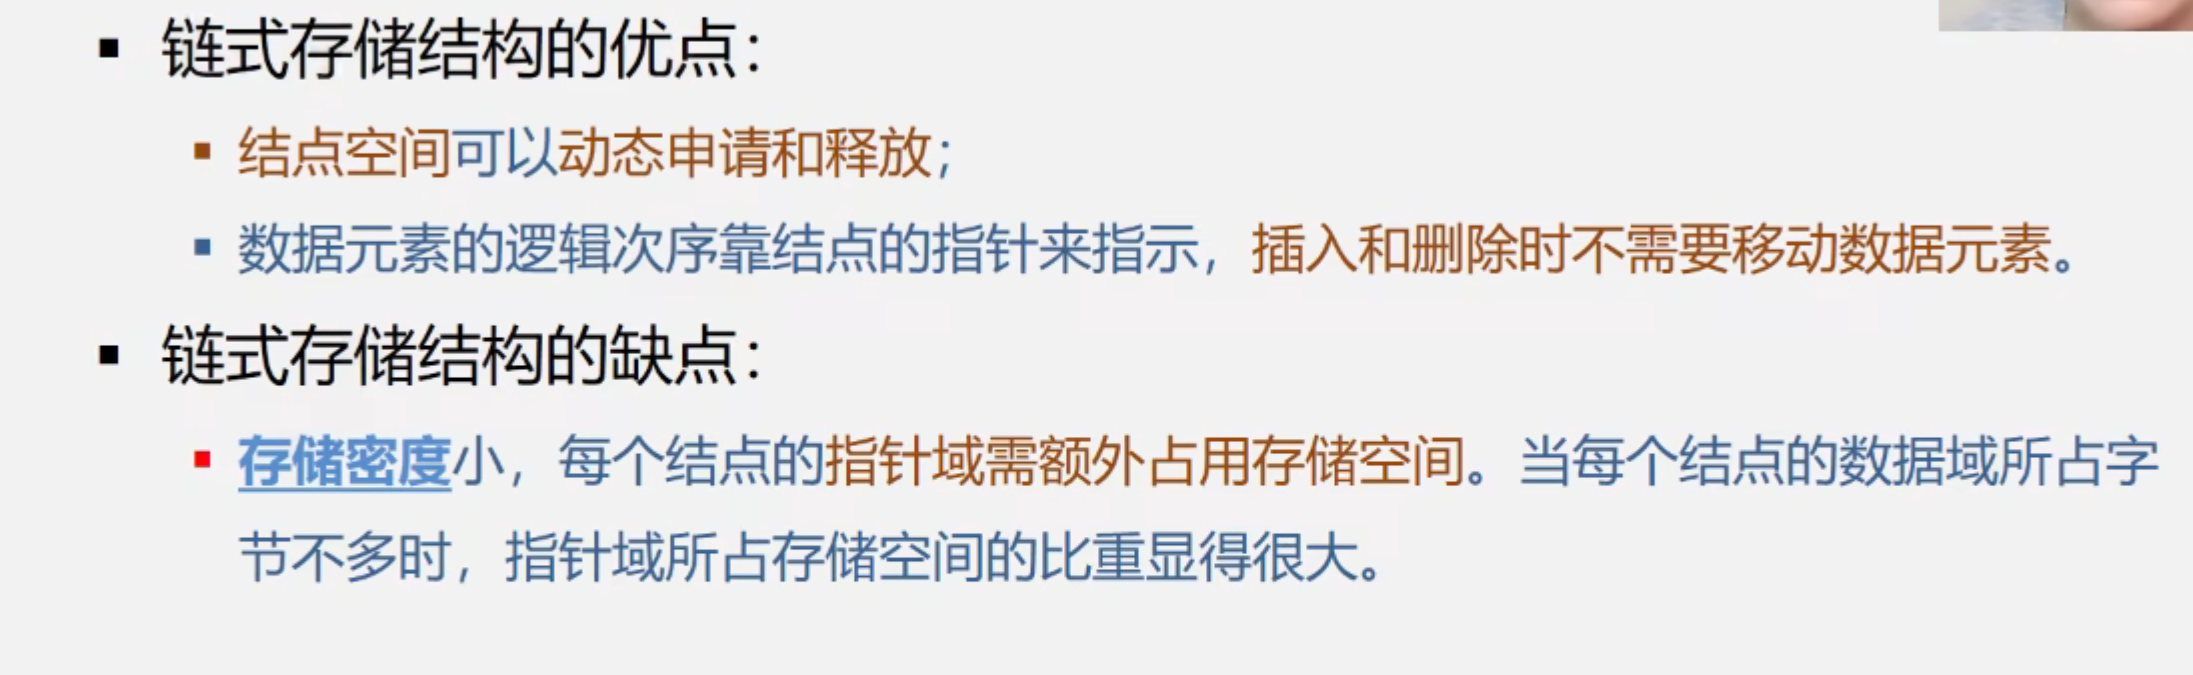 ▪ 链式存储结构的优点：
▪ 结点空间可以动态申请和释放；
▪ 数据元素的逻辑次序靠结点的指针来指示，插入和删除时不需要移动数据元素。
▪ 链式存储结构的缺点：
▪ 存储密度小，每个结点的指针域需额外占用存储空间。当每个结点的数据域所占字
节不多时，指针域所占存储空间的比重显得很大。